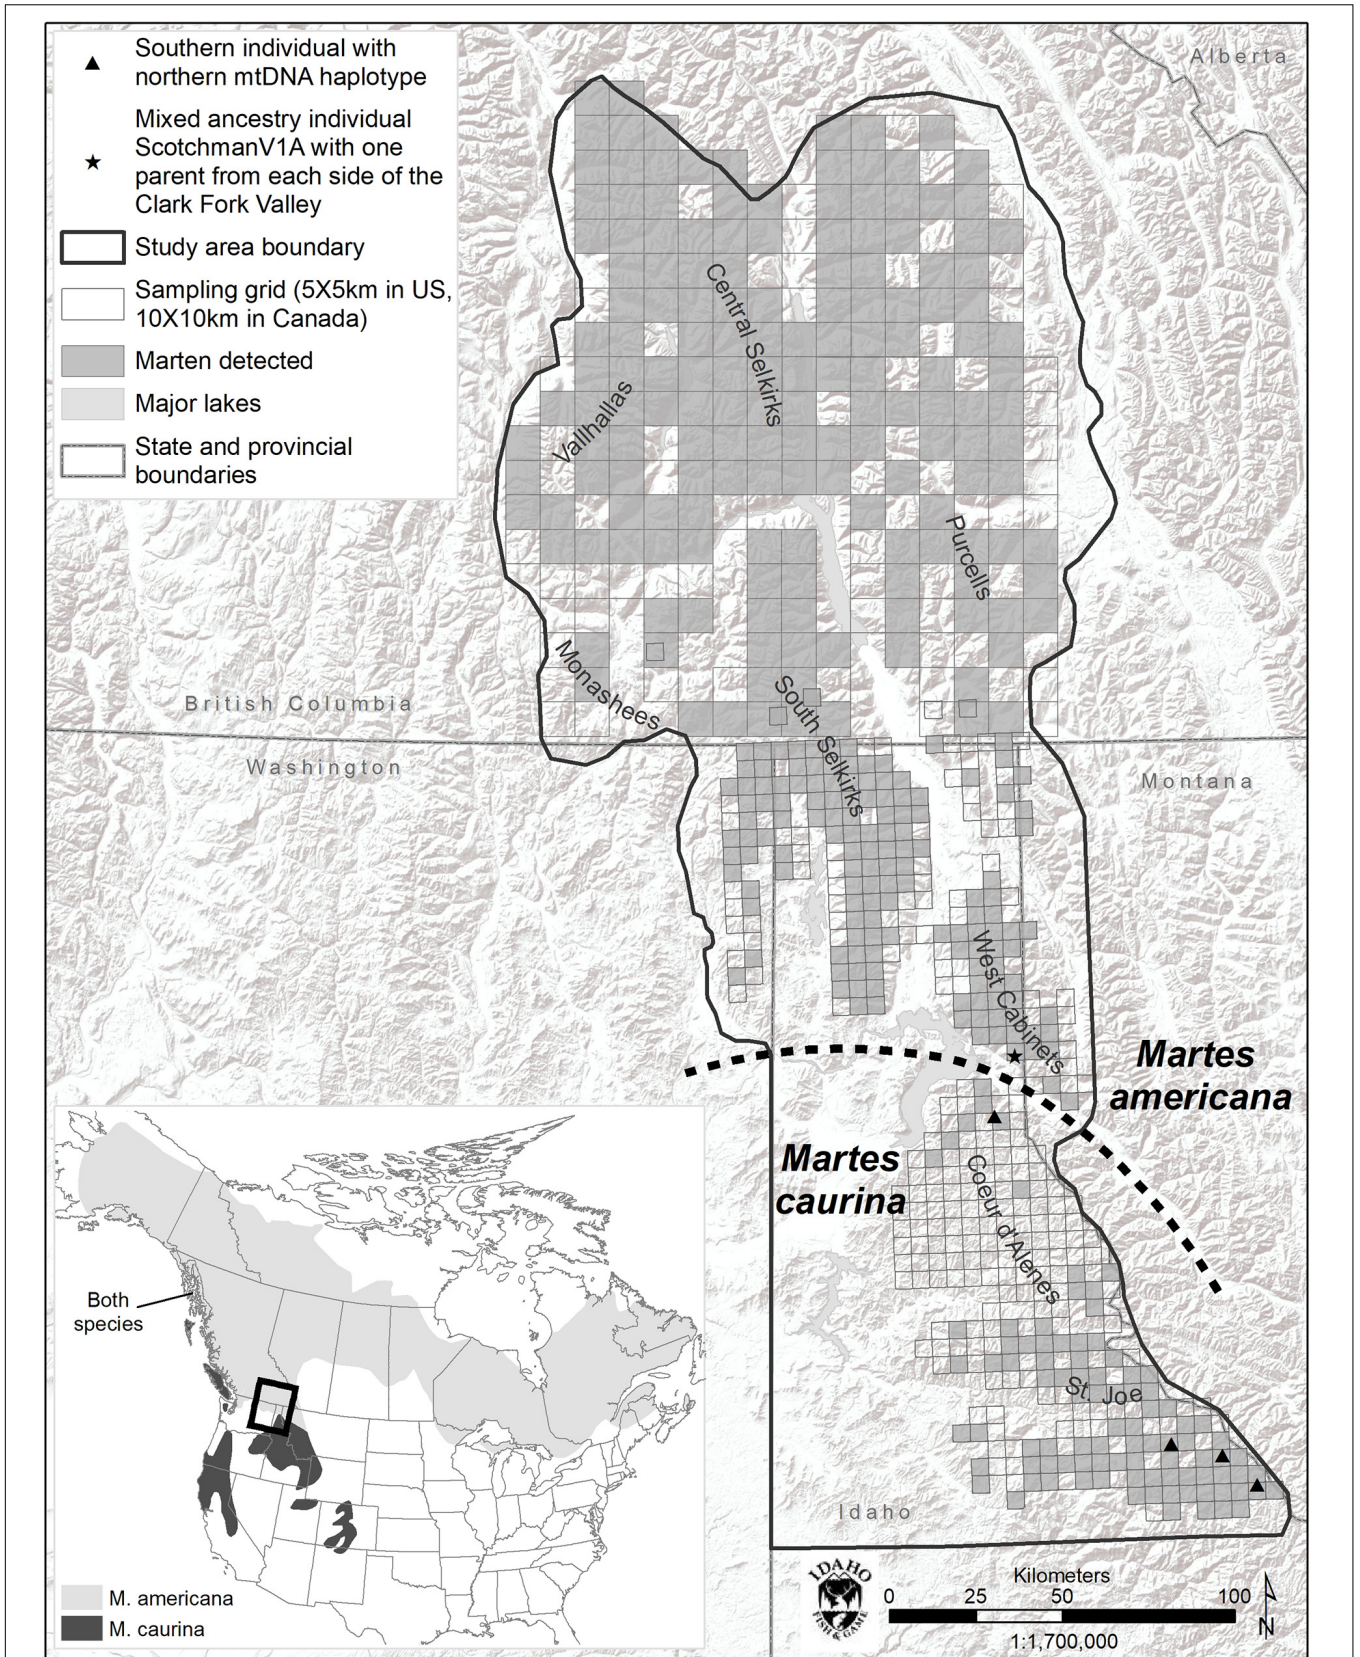 Southern individual with
northern mtDNA haplotype
Mixed ancestry individual
ScotchmanV1A with one
parent from each side of the
Clark Fork Valley
Study area boundary
Sampling grid (5X5km in US,
10X10km in Canada)
Marten detected
Major lakes
State and provincial
boundaries
Alberta
Central Selkirks
Vallhallas
Purcells
Monashees
South Selkirks
British Columbia
Washington
Montana
West Cabinets
Martes
americana
Martes
caurina
Coeur d'Alenes
St. Joe
Idaho
Both
species
M. americana
M. caurina
IDAHO
FISH & GAME
Kilometers
0 25 50 100
1:1,700,000
N